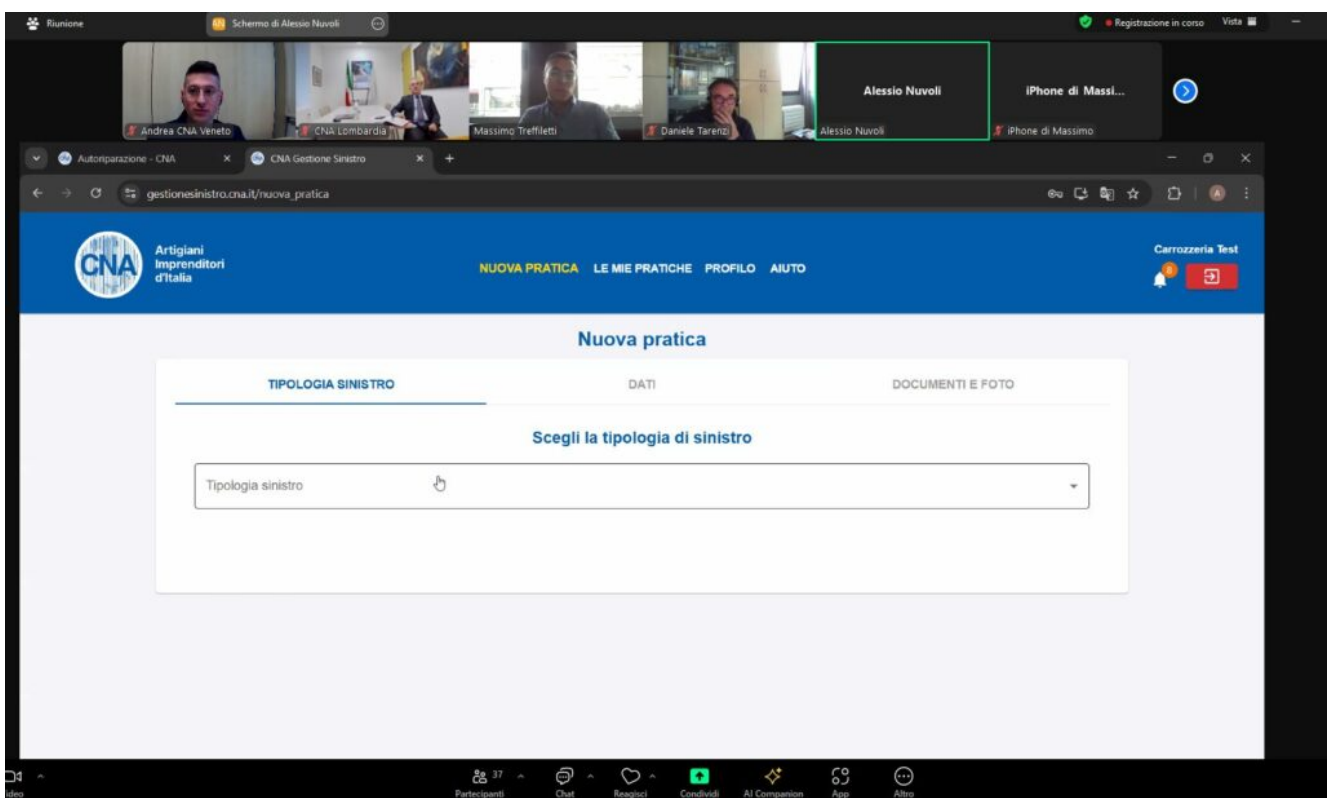 Riunione
AN Schermo di Alessio Nuvoli
Registrazione in corso
Vista
Andrea CNA Veneto
CNA Lombardia
Massimo Treffiletti
Daniele Tarenzi
Alessio Nuvoli
Alessio Nuvoli
iPhone di Massi...
iPhone di Massimo
Autoriparazione - CNA
CNA Gestione Sinistro
gestionesinistro.cna.it/nuova_pratica
A
CNA
Artigiani
Imprenditori
d'Italia
NUOVA PRATICA LE MIE PRATICHE PROFILO AIUTO
Carrozzeria Test
8
Nuova pratica
TIPOLOGIA SINISTRO DATI DOCUMENTI E FOTO
Scegli la tipologia di sinistro
Tipologia sinistro
37
Partecipanti Chat Reagisci Condividi AI Companion App Altro